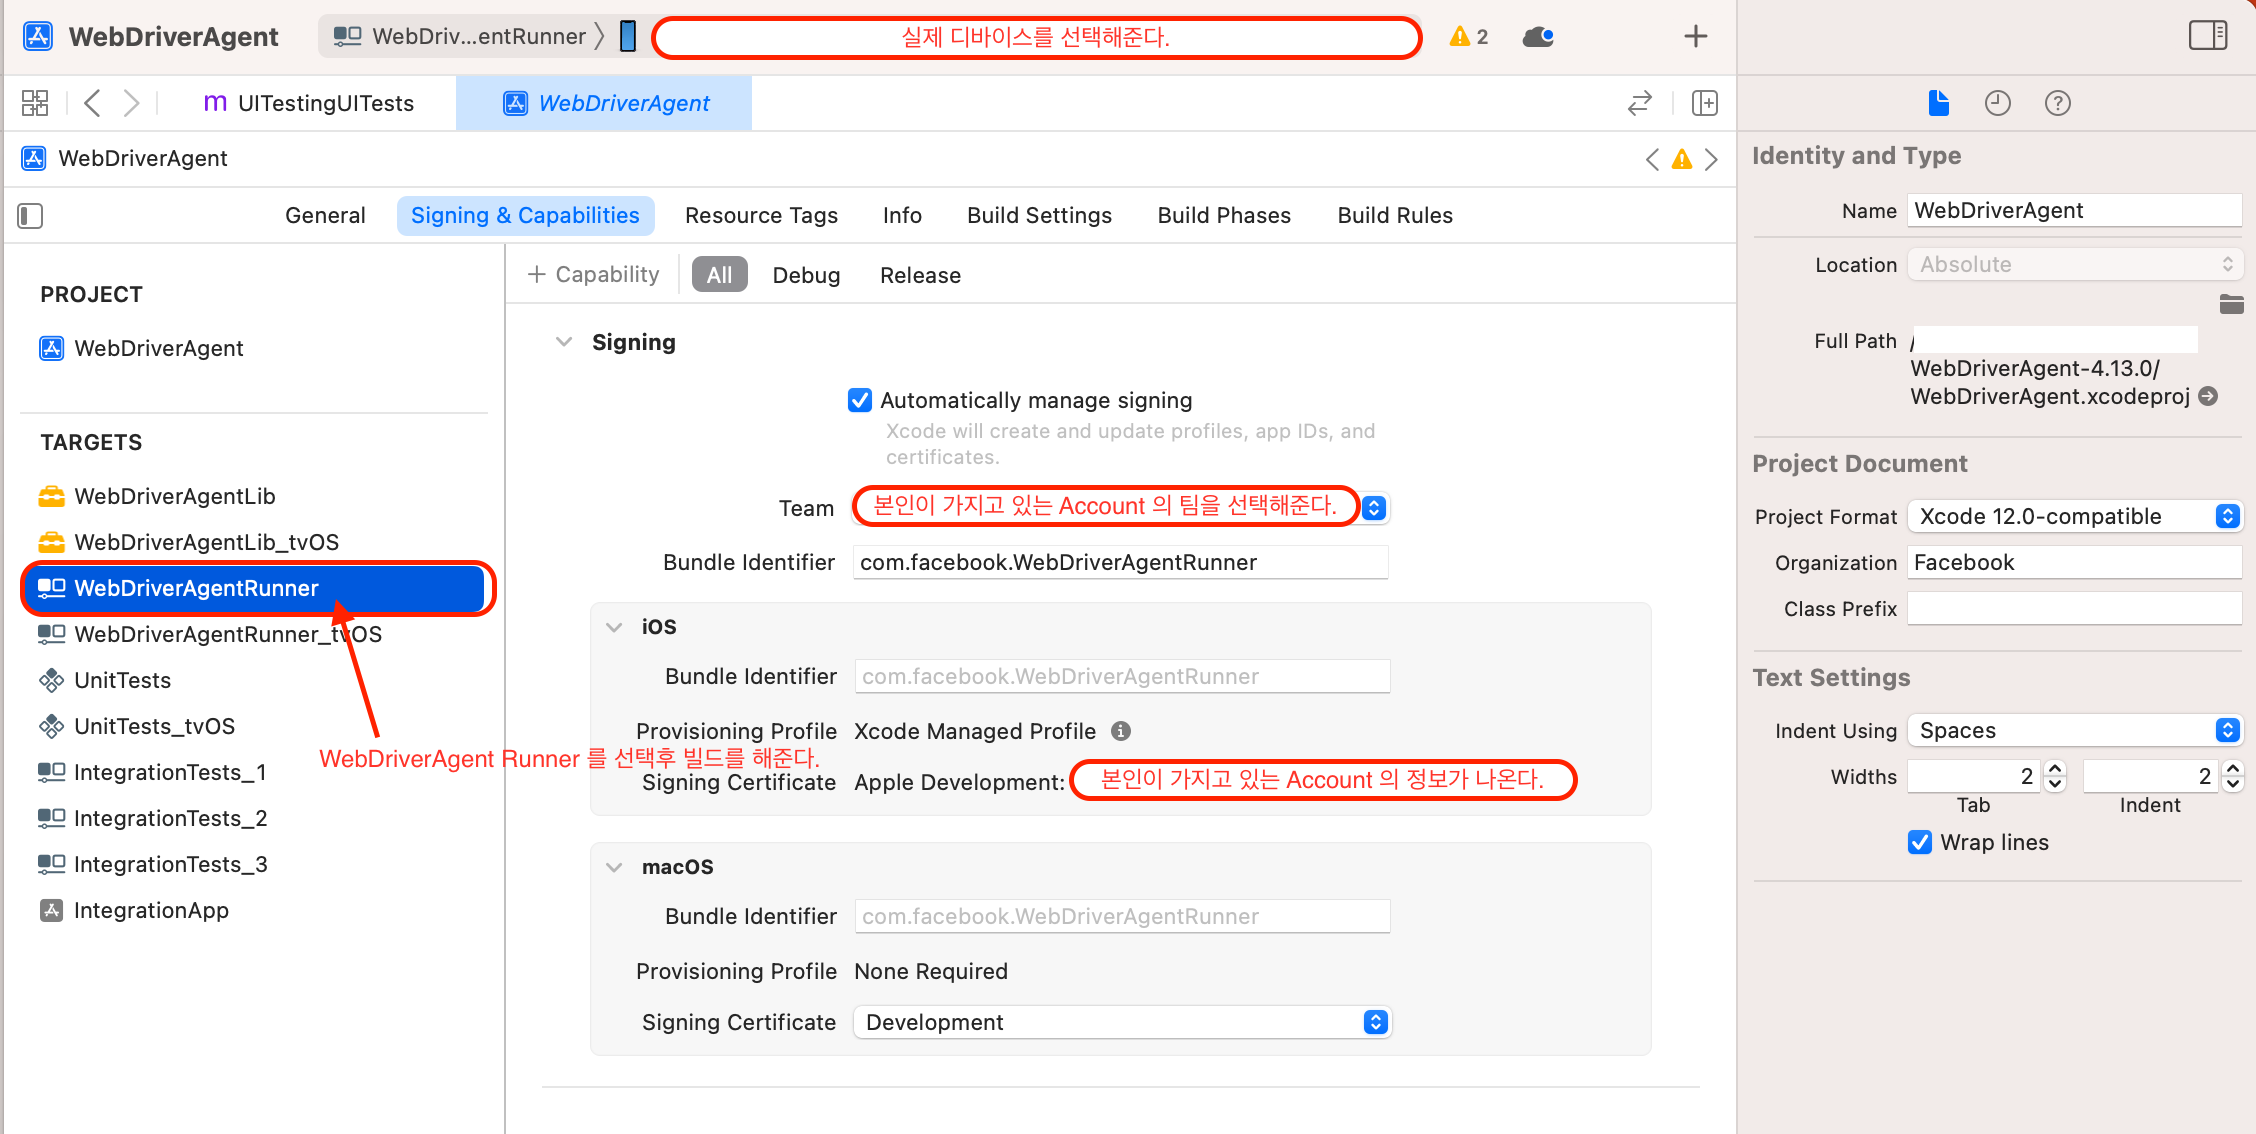 WebDriverAgent
WebDriv...entRunner
실제 디바이스를 선택해준다.
2
UITestingUITests
WebDriverAgent
WebDriverAgent
General
Signing & Capabilities
Resource Tags
Info
Build Settings
Build Phases
Build Rules
PROJECT
WebDriverAgent
TARGETS
WebDriverAgentLib
WebDriverAgentLib_tvOS
WebDriverAgentRunner
WebDriverAgentRunner_tvOS
UnitTests
UnitTests_tvOS
IntegrationTests_1
IntegrationTests_2
IntegrationTests_3
IntegrationApp
WebDriverAgent Runner 를 선택후 빌드를 해준다.
+ Capability
All
Debug
Release
Signing
Automatically manage signing
Xcode will create and update profiles, app IDs, and
certificates.
Team
본인이 가지고 있는 Account 의 팀을 선택해준다.
Bundle Identifier com.facebook.WebDriverAgentRunner
iOS
Bundle Identifier com.facebook.WebDriverAgentRunner
Provisioning Profile Xcode Managed Profile
Signing Certificate Apple Development: 본인이 가지고 있는 Account 의 정보가 나온다.
macOS
Bundle Identifier com.facebook.WebDriverAgentRunner
Provisioning Profile None Required
Signing Certificate Development
Identity and Type
Name WebDriverAgent
Location Absolute
Full Path /
WebDriverAgent-4.13.0/
WebDriverAgent.xcodeproj
Project Document
Project Format Xcode 12.0-compatible
Organization Facebook
Class Prefix
Text Settings
Indent Using Spaces
Widths 2 2
Tab Indent
Wrap lines